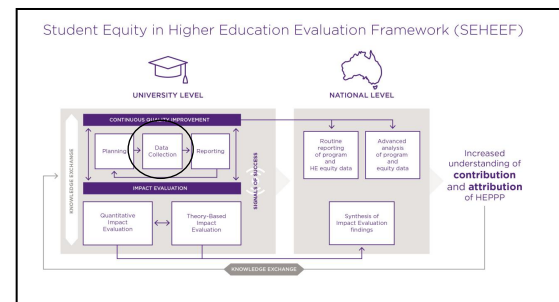 Student Equity in Higher Education Evaluation Framework (SEHEEF)
UNIVERSITY LEVEL
NATIONAL LEVEL
KNOWLEDGE EXCHANGE
CONTINUOUS QUALITY IMPROVEMENT
Planning
Data
Collection
Reporting
IMPACT EVALUATION
Quantitative
Impact
Evaluation
Theory-Based
Impact
Evaluation
SIGNALS OF SUCCESS
Routine
reporting
of program
and
HE equity data
Advanced
analysis
of program
and
equity data
Synthesis of
Impact Evaluation
findings
Increased
understanding of
contribution
and attribution
of HEPPP
KNOWLEDGE EXCHANGE